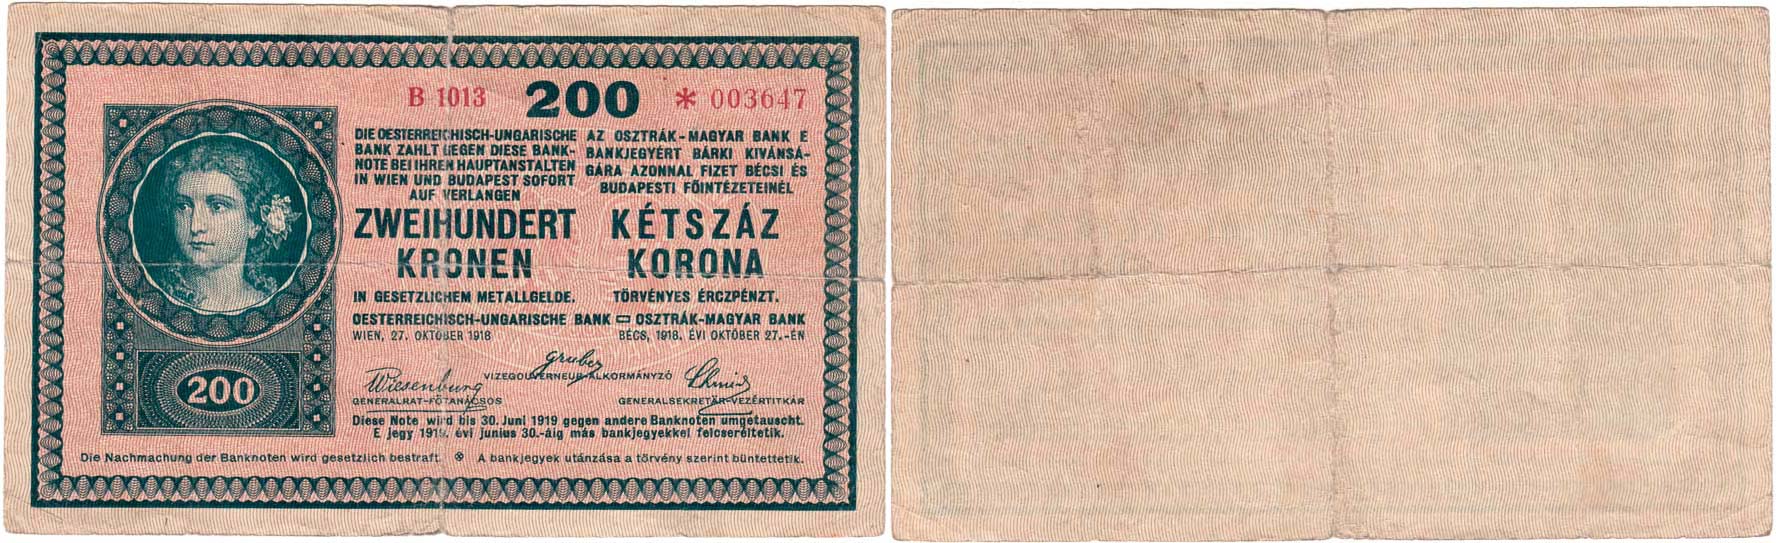 B 1013 200 * 003647
DIE OESTERREICHISCH-UNGARISCHE
BANK ZAHLT GEGEN DIESE BANK-
NOTE BEI IHREN HAUPTANSTALTEN
IN WIEN UND BUDAPEST SOFORT
AUF VERLANGEN
ZWEIHUNDERT
KRONEN
IN GESETZLICHEM METALLGELDE.
AZ OSZTRÁK-MAGYAR BANK E
BANKJEGYÉRT BÁRKI KIVÁNSÁ-
GÁRA AZONNAL FIZET BÉCSI ÉS
BUDAPESTI FŐINTÉZETEINÉL
KÉTSZÁZ
KORONA
TÖRVÉNYES ÉRCZPÉNZT.
OESTERREICHISCH-UNGARISCHE BANK OSZTRÁK-MAGYAR BANK
WIEN, 27. OKTOBER 1918 BÉCS, 1918. ÉVI OKTÓBER 27.-ÉN
Gruber
VIZEGOUVERNEUR-ALKORMÁNYZÓ
Wiesenburg Schmid
GENERALRAT-FŐTANÁCSOS GENERALSEKRETÄR-VEZÉRTITKÁR
Diese Note wird bis 30. Juni 1919 gegen andere Banknoten umgetauscht.
E jegy 1919. évi junius 30.-áig más bankjegyekkel felcseréltetik.
200
Die Nachmachung der Banknoten wird gesetzlich bestraft. A bankjegyek utánzása a törvény szerint büntettetik.